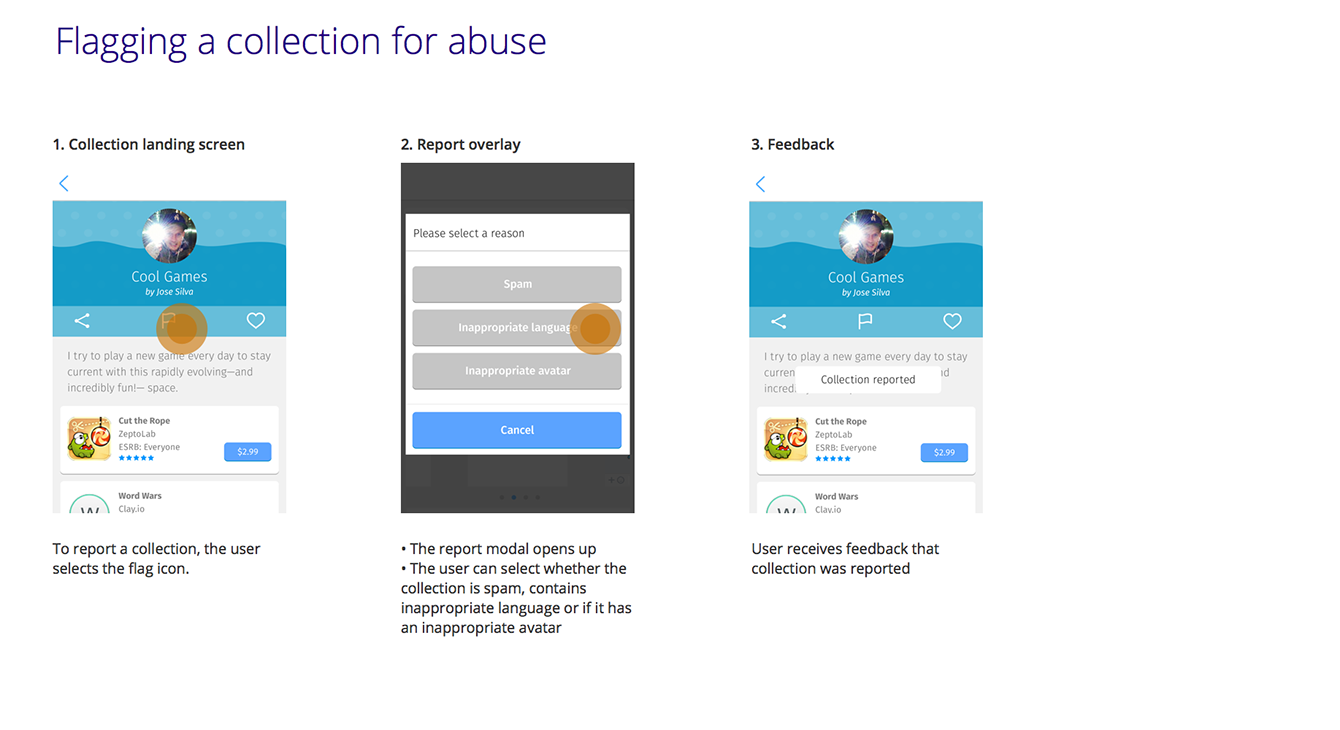 Flagging a collection for abuse
1. Collection landing screen
Cool Games
by Jose Silva
I try to play a new game every day to stay
current with this rapidly evolving—and
incredibly fun!— space.
Cut the Rope
ZeptoLab
ESRB: Everyone
$2.99
Word Wars
Clay.io
W
To report a collection, the user
selects the flag icon.
2. Report overlay
Please select a reason
Spam
Inappropriate language
Inappropriate avatar
Cancel
• The report modal opens up
• The user can select whether the
collection is spam, contains
inappropriate language or if it has
an inappropriate avatar
3. Feedback
Cool Games
by Jose Silva
I try to play a new game every day to stay
Collection reported
Cut the Rope
ZeptoLab
ESRB: Everyone
$2.99
Word Wars
Clay.io
W
User receives feedback that
collection was reported